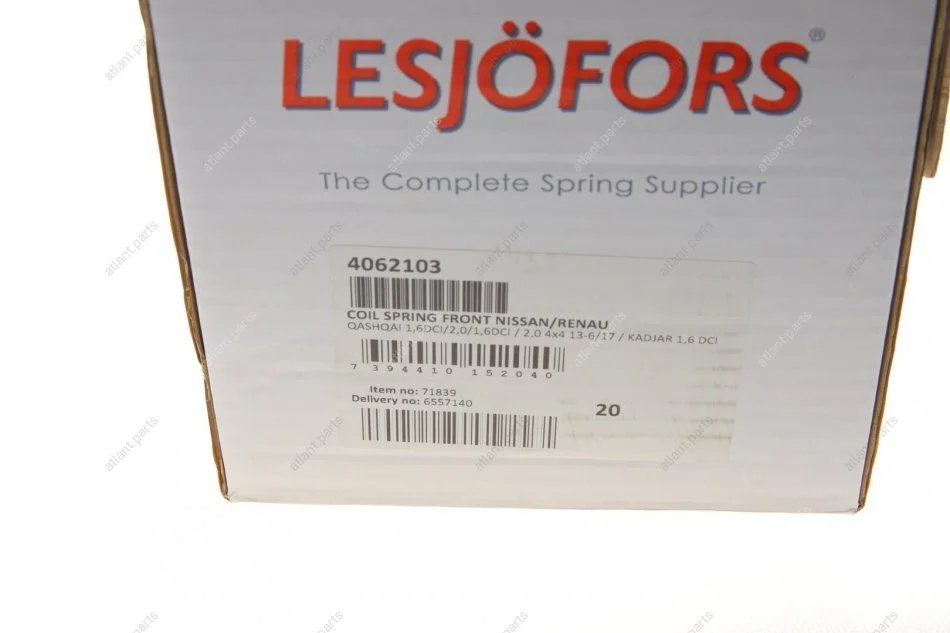 LESJÖFORS®
The Complete Spring Supplier
4062103
COIL SPRING FRONT NISSAN/RENAU
QASHQAI 1,6DCI/2,0/1,6DCI / 2,0 4x4 13-6/17 / KADJAR 1,6 DCI
7 394410 152040
Item no: 71839
Delivery no: 6557140
20
atlant.parts